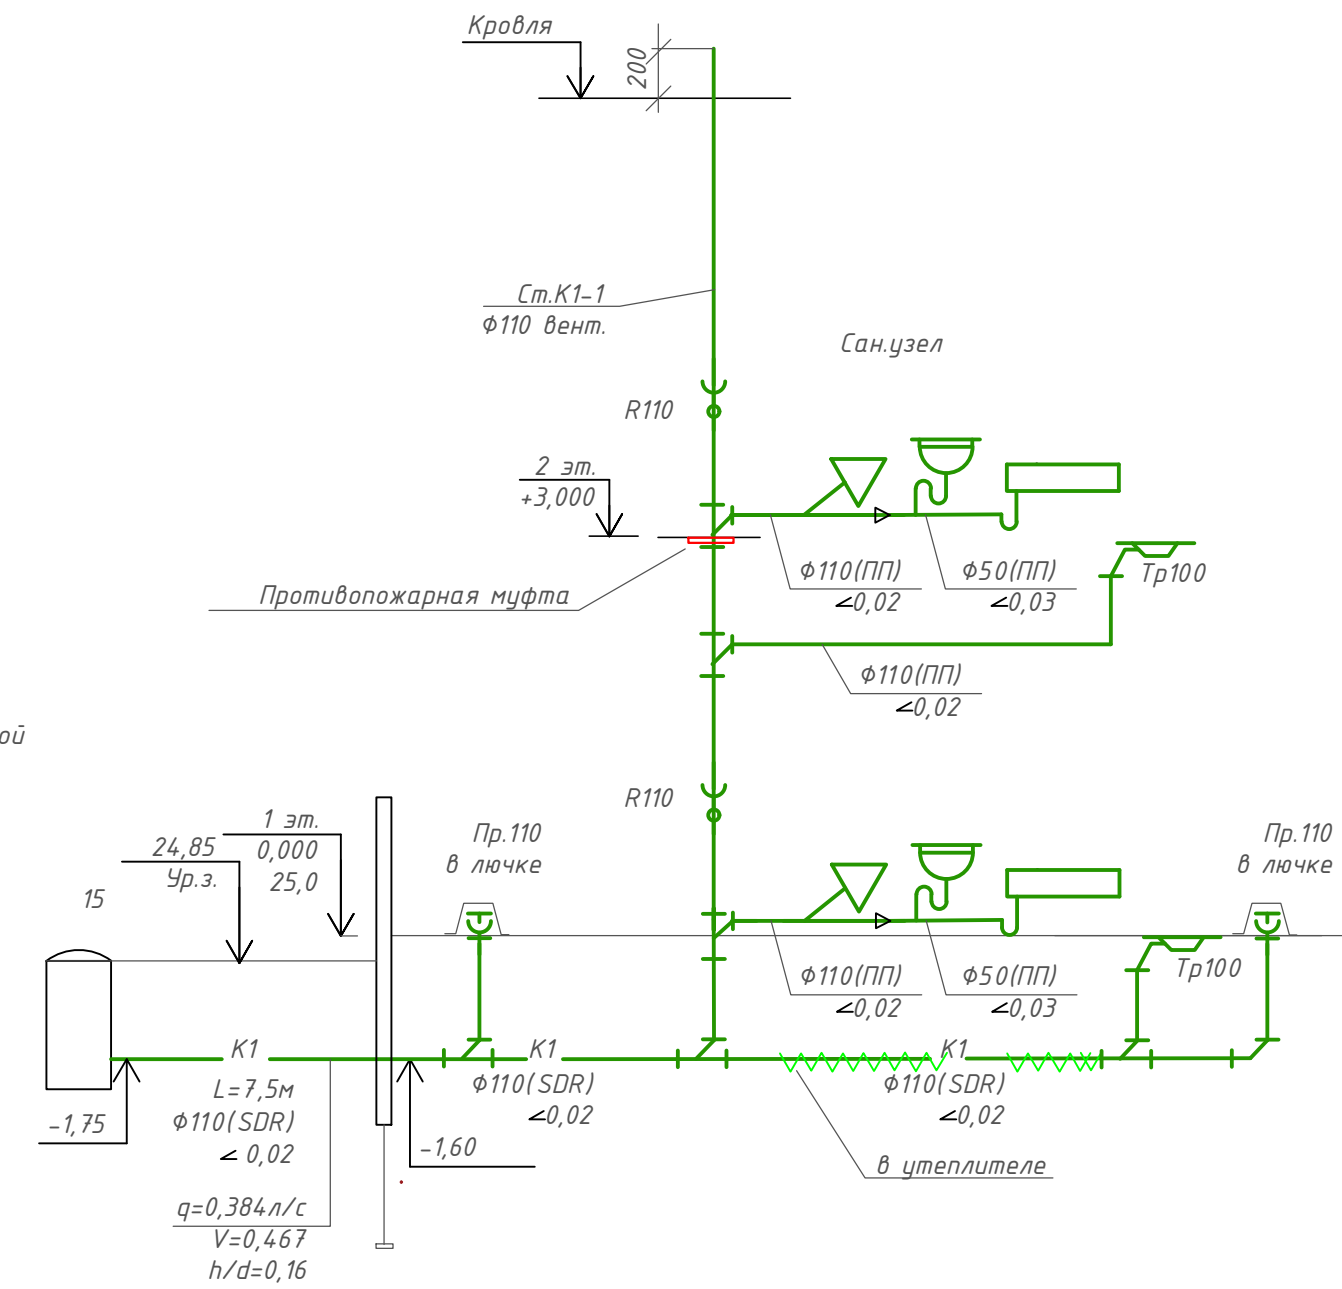 Кровля
200
Ст.К1-1
Ф110 вент.
Сан.узел
R110
2 эт.
+3,000
Ф110(ПП)
∠0,02
Ф50(ПП)
∠0,03
Тр100
Противопожарная муфта
Ф110(ПП)
∠0,02
ой
R110
1 эт.
0,000
25,0
24,85
Ур.з.
15
Пр.110
в лючке
Пр.110
в лючке
Ф110(ПП)
∠0,02
Ф50(ПП)
∠0,03
Тр100
К1
К1
К1
L=7,5м
Ф110(SDR)
∠ 0,02
Ф110(SDR)
∠0,02
Ф110(SDR)
∠0,02
-1,75
-1,60
в утеплителе
q=0,384л/с
V=0,467
h/d=0,16